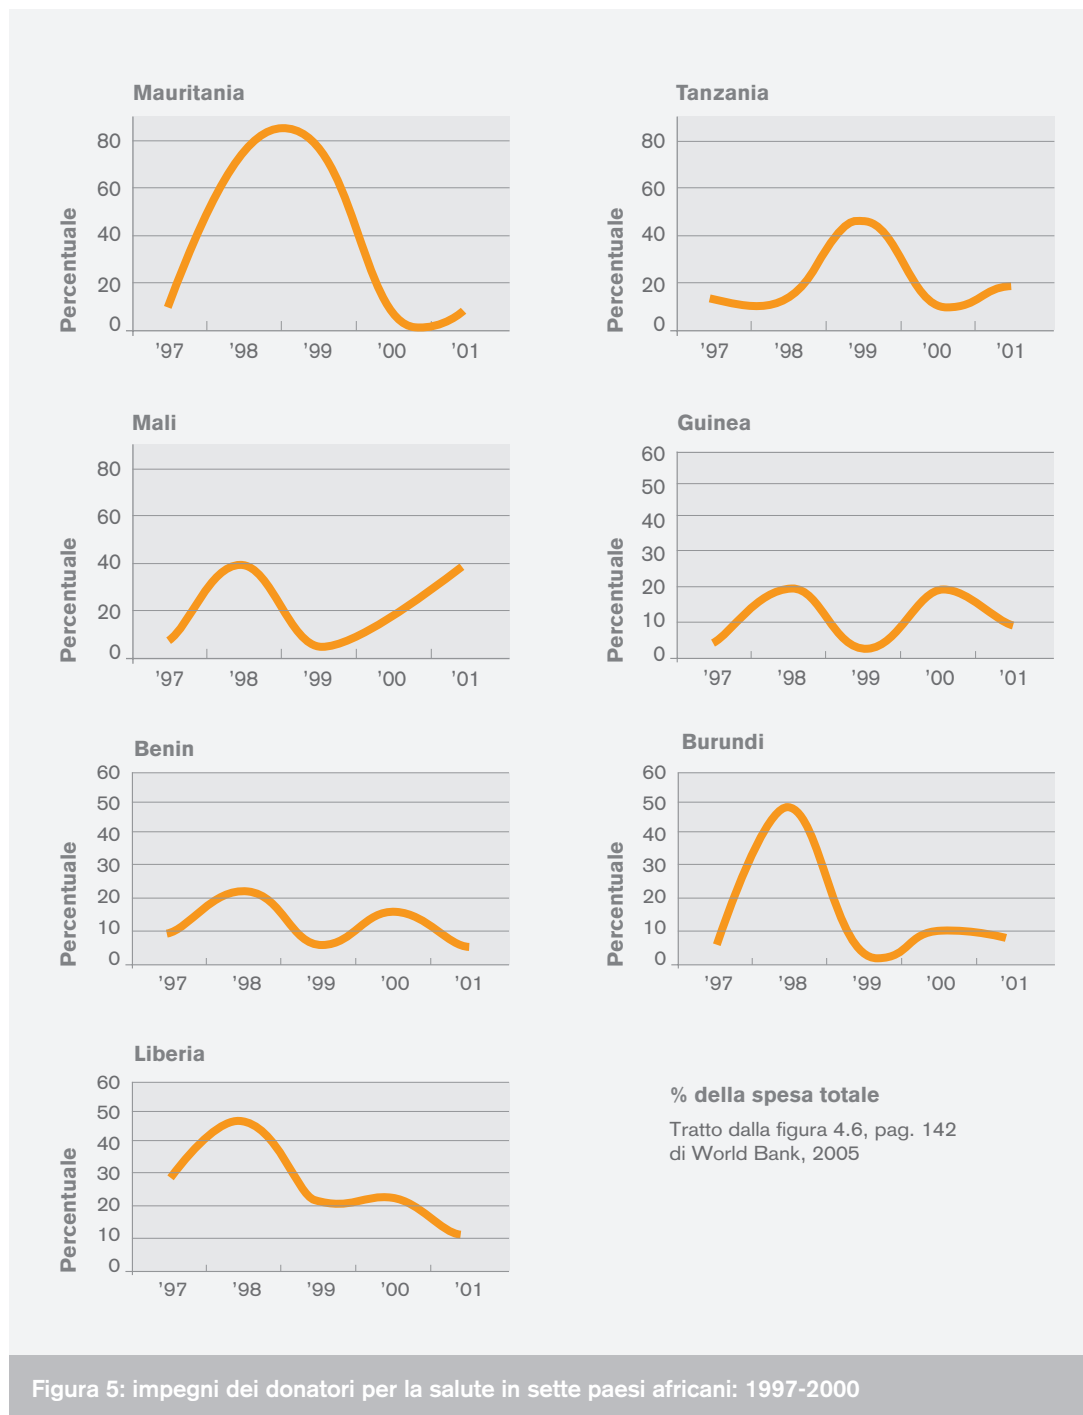 Mauritania
Percentuale
80
60
40
20
0
’97 ’98 ’99 ’00 ’01
Tanzania
Percentuale
80
60
40
20
0
’97 ’98 ’99 ’00 ’01
Mali
Percentuale
80
60
40
20
0
’97 ’98 ’99 ’00 ’01
Guinea
Percentuale
60
50
40
30
20
10
0
’97 ’98 ’99 ’00 ’01
Benin
Percentuale
60
50
40
30
20
10
0
’97 ’98 ’99 ’00 ’01
Burundi
Percentuale
60
50
40
30
20
10
0
’97 ’98 ’99 ’00 ’01
Liberia
Percentuale
60
50
40
30
20
10
0
’97 ’98 ’99 ’00 ’01
% della spesa totale
Tratto dalla figura 4.6, pag. 142
di World Bank, 2005
Figura 5: impegni dei donatori per la salute in sette paesi africani: 1997-2000